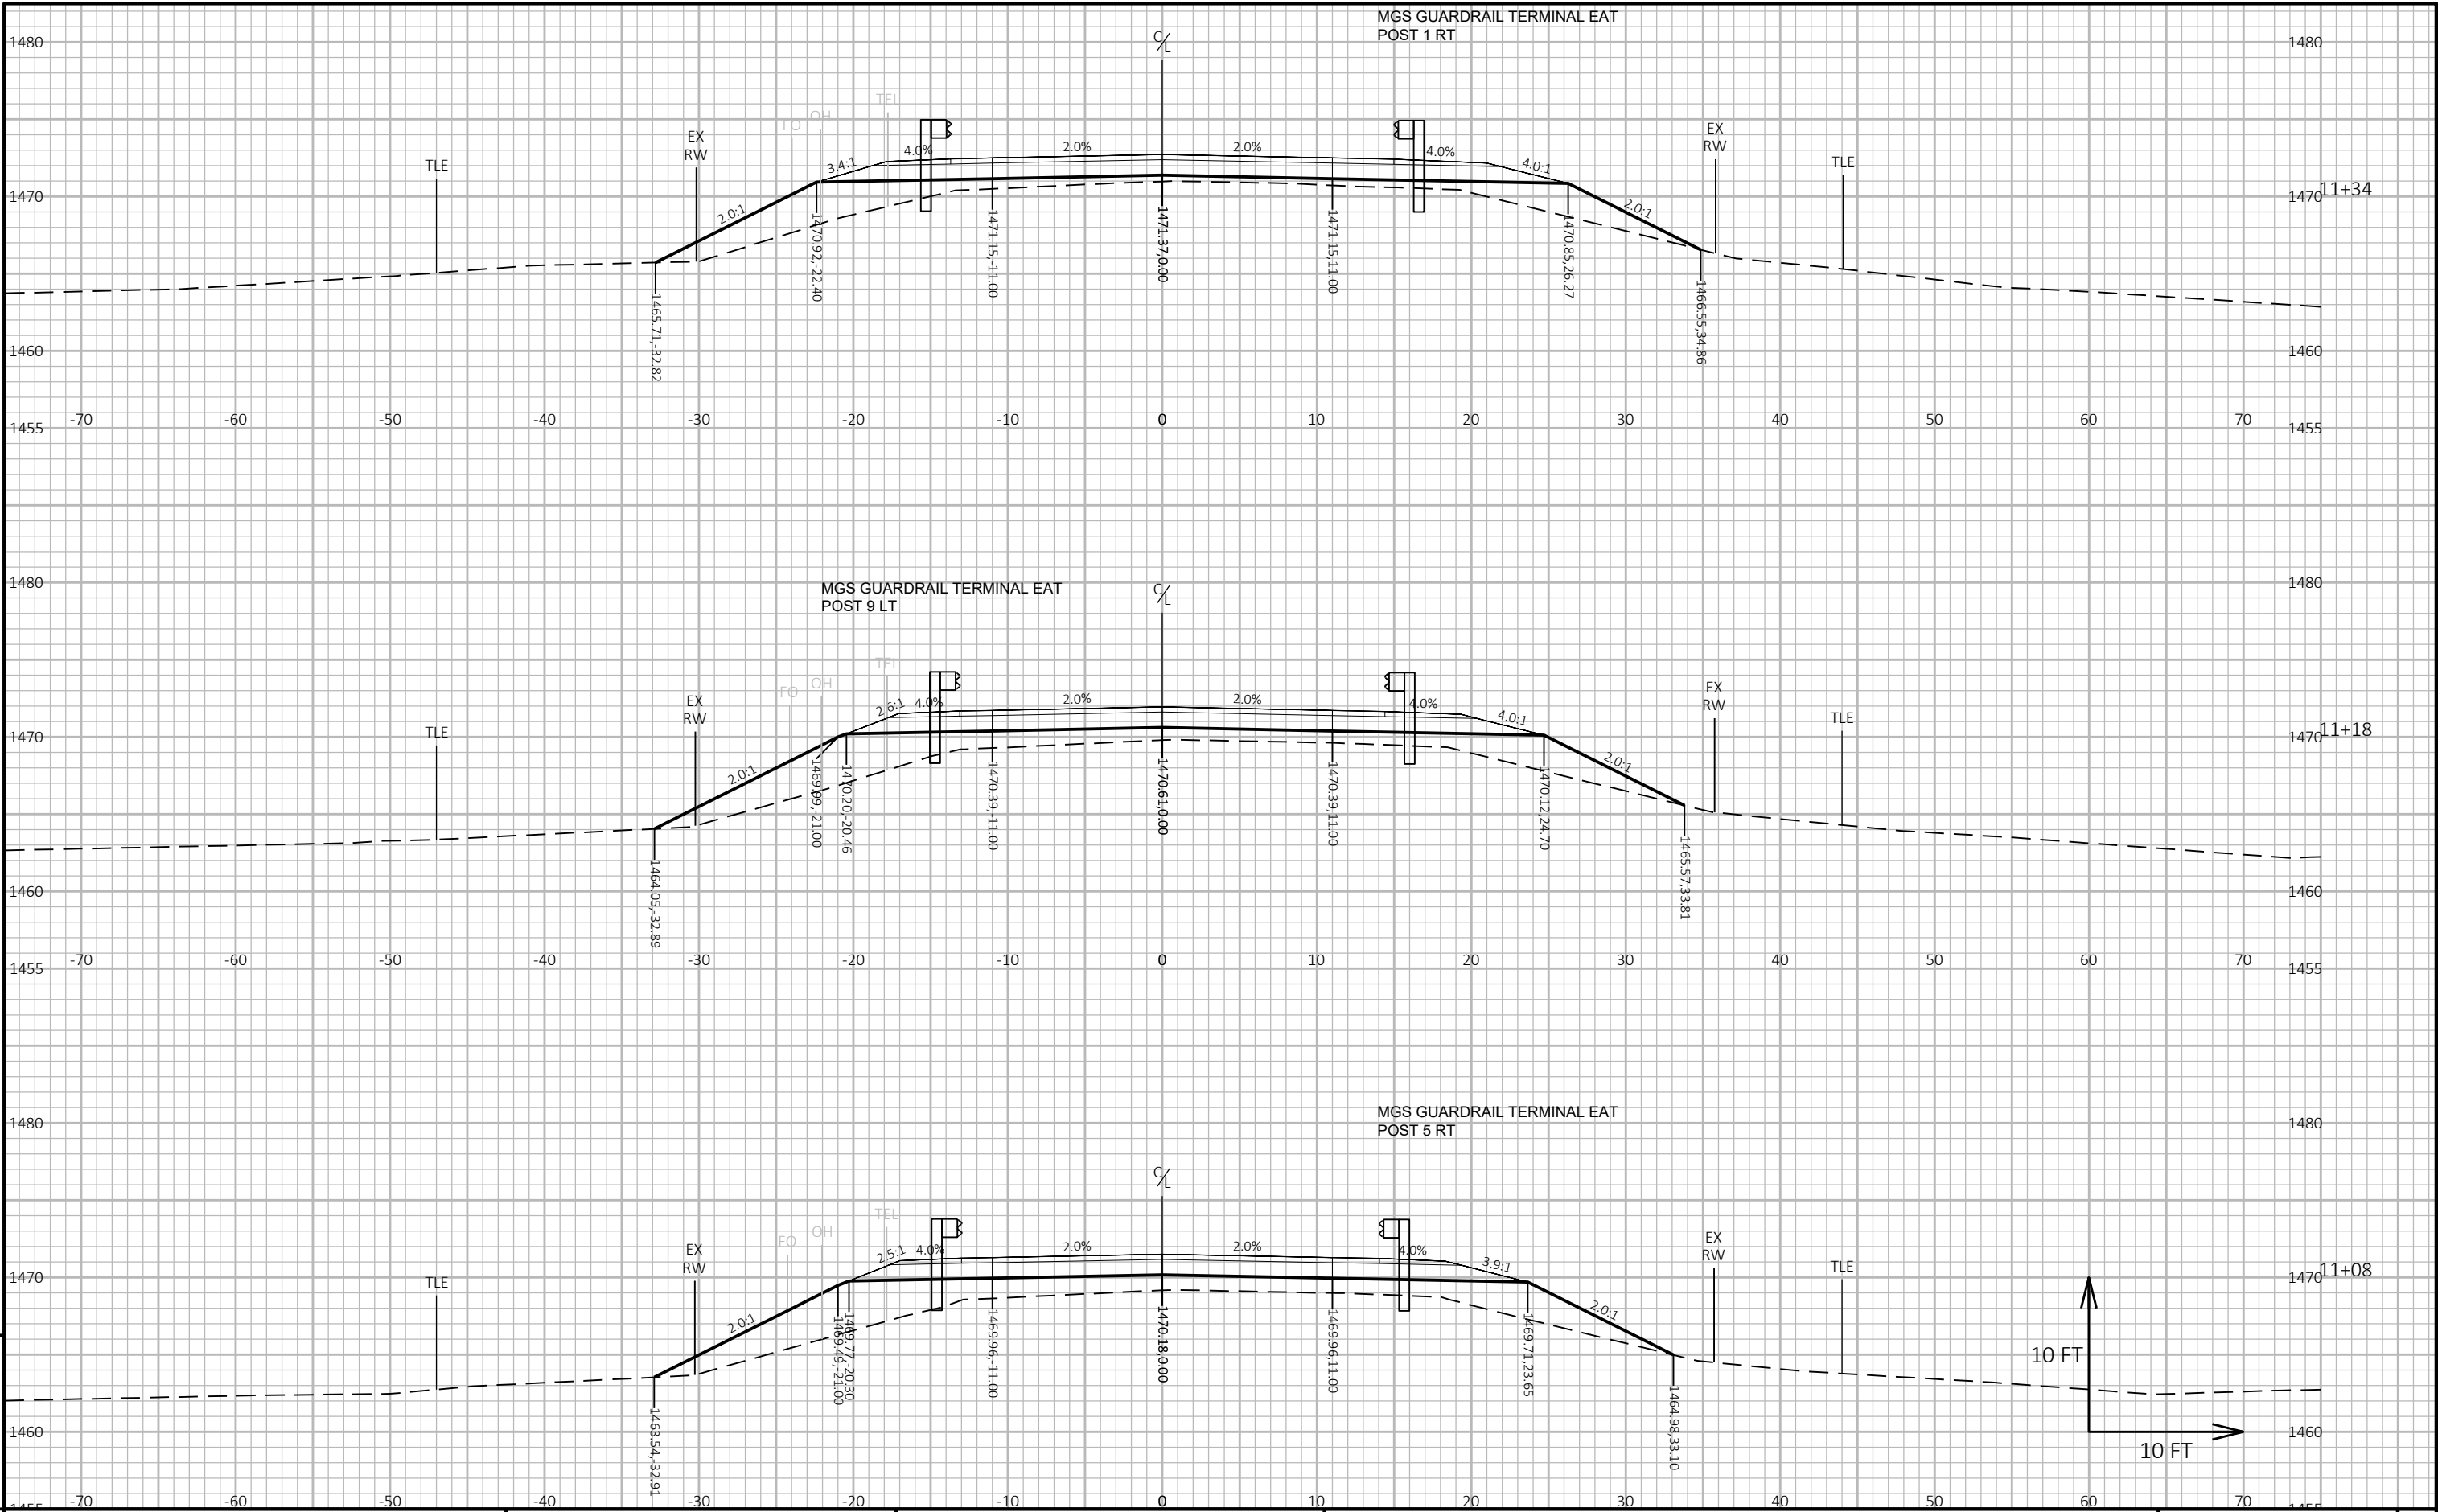 MGS GUARDRAIL TERMINAL EAT
POST 1 RT
1480
C/L
1480
TEL
OH
FO
EX
RW
TLE
EX
RW
TLE
3.4:1
4.0%
2.0%
2.0%
4.0%
4.0:1
2.0:1
2.0:1
1470
1470
11+34
1465.71,-32.82
1470.92,-22.40
1471.15,-11.00
1471.37,0.00
1471.15,11.00
1470.85,26.27
1466.55,34.86
1460
1460
-70 -60 -50 -40 -30 -20 -10 0 10 20 30 40 50 60 70
1455
1455
1480
MGS GUARDRAIL TERMINAL EAT
POST 9 LT
C/L
1480
TEL
OH
FO
EX
RW
TLE
EX
RW
TLE
2.6:1
4.0%
2.0%
2.0%
4.0%
4.0:1
2.0:1
2.0:1
1470
1470
11+18
1464.05,-32.89
1469.99,-21.00
1470.20,-20.46
1470.39,-11.00
1470.61,0.00
1470.39,11.00
1470.12,24.70
1465.57,33.81
1460
1460
-70 -60 -50 -40 -30 -20 -10 0 10 20 30 40 50 60 70
1455
1455
MGS GUARDRAIL TERMINAL EAT
POST 5 RT
1480
1480
C/L
TEL
OH
FO
EX
RW
TLE
EX
RW
TLE
2.5:1
4.0%
2.0%
2.0%
4.0%
3.9:1
2.0:1
2.0:1
1470
1470
11+08
1463.54,-32.91
1469.49,-21.00
1469.77,-20.30
1469.96,-11.00
1470.18,0.00
1469.96,11.00
1469.71,23.65
1464.98,33.10
10 FT
10 FT
1460
1460
-70 -60 -50 -40 -30 -20 -10 0 10 20 30 40 50 60 70
1455
1455